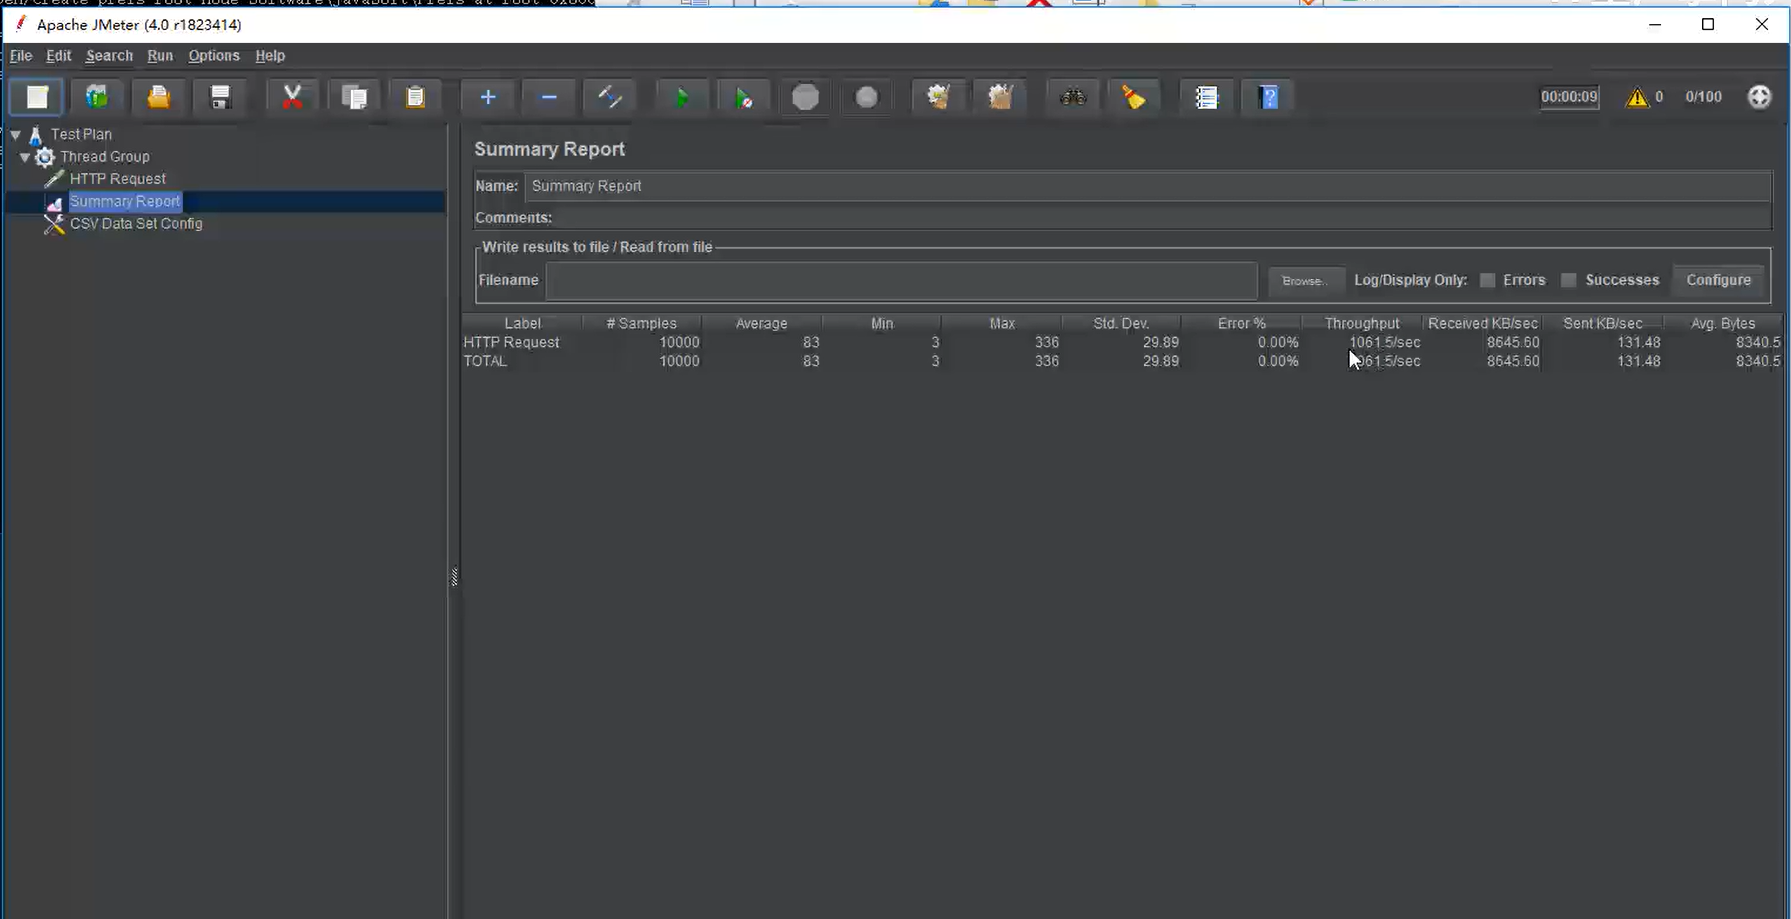 Apache JMeter (4.0 r1823414)
File Edit Search Run Options Help
00:00:09 0 0/100
Test Plan
Thread Group
HTTP Request
Summary Report
CSV Data Set Config
Summary Report
Name: Summary Report
Comments:
Write results to file / Read from file
Filename Browse... Log/Display Only: Errors Successes Configure
Label # Samples Average Min Max Std. Dev. Error % Throughput Received KB/sec Sent KB/sec Avg. Bytes
HTTP Request 10000 83 3 336 29.89 0.00% 1061.5/sec 8645.60 131.48 8340.5
TOTAL 10000 83 3 336 29.89 0.00% 1061.5/sec 8645.60 131.48 8340.5